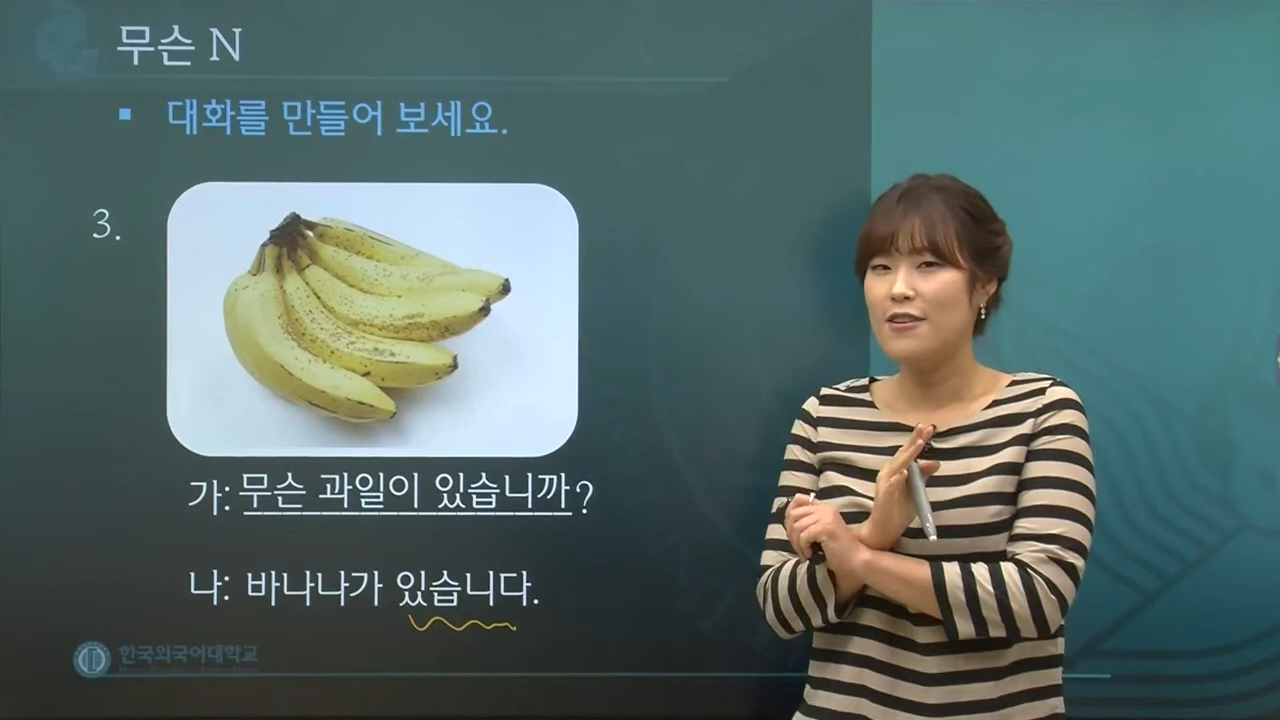 무슨 N
▪ 대화를 만들어 보세요.
3.
가: 무슨 과일이 있습니까?
나: 바나나가 있습니다.
한국외국어대학교